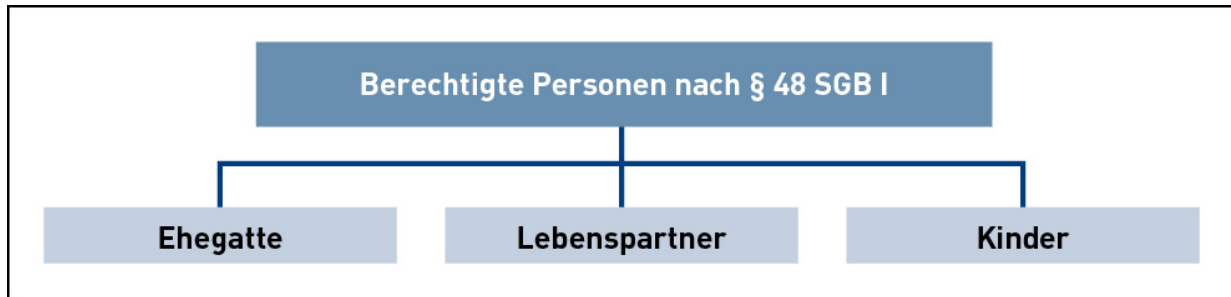 Berechtigte Personen nach § 48 SGB I
Ehegatte
Lebenspartner
Kinder